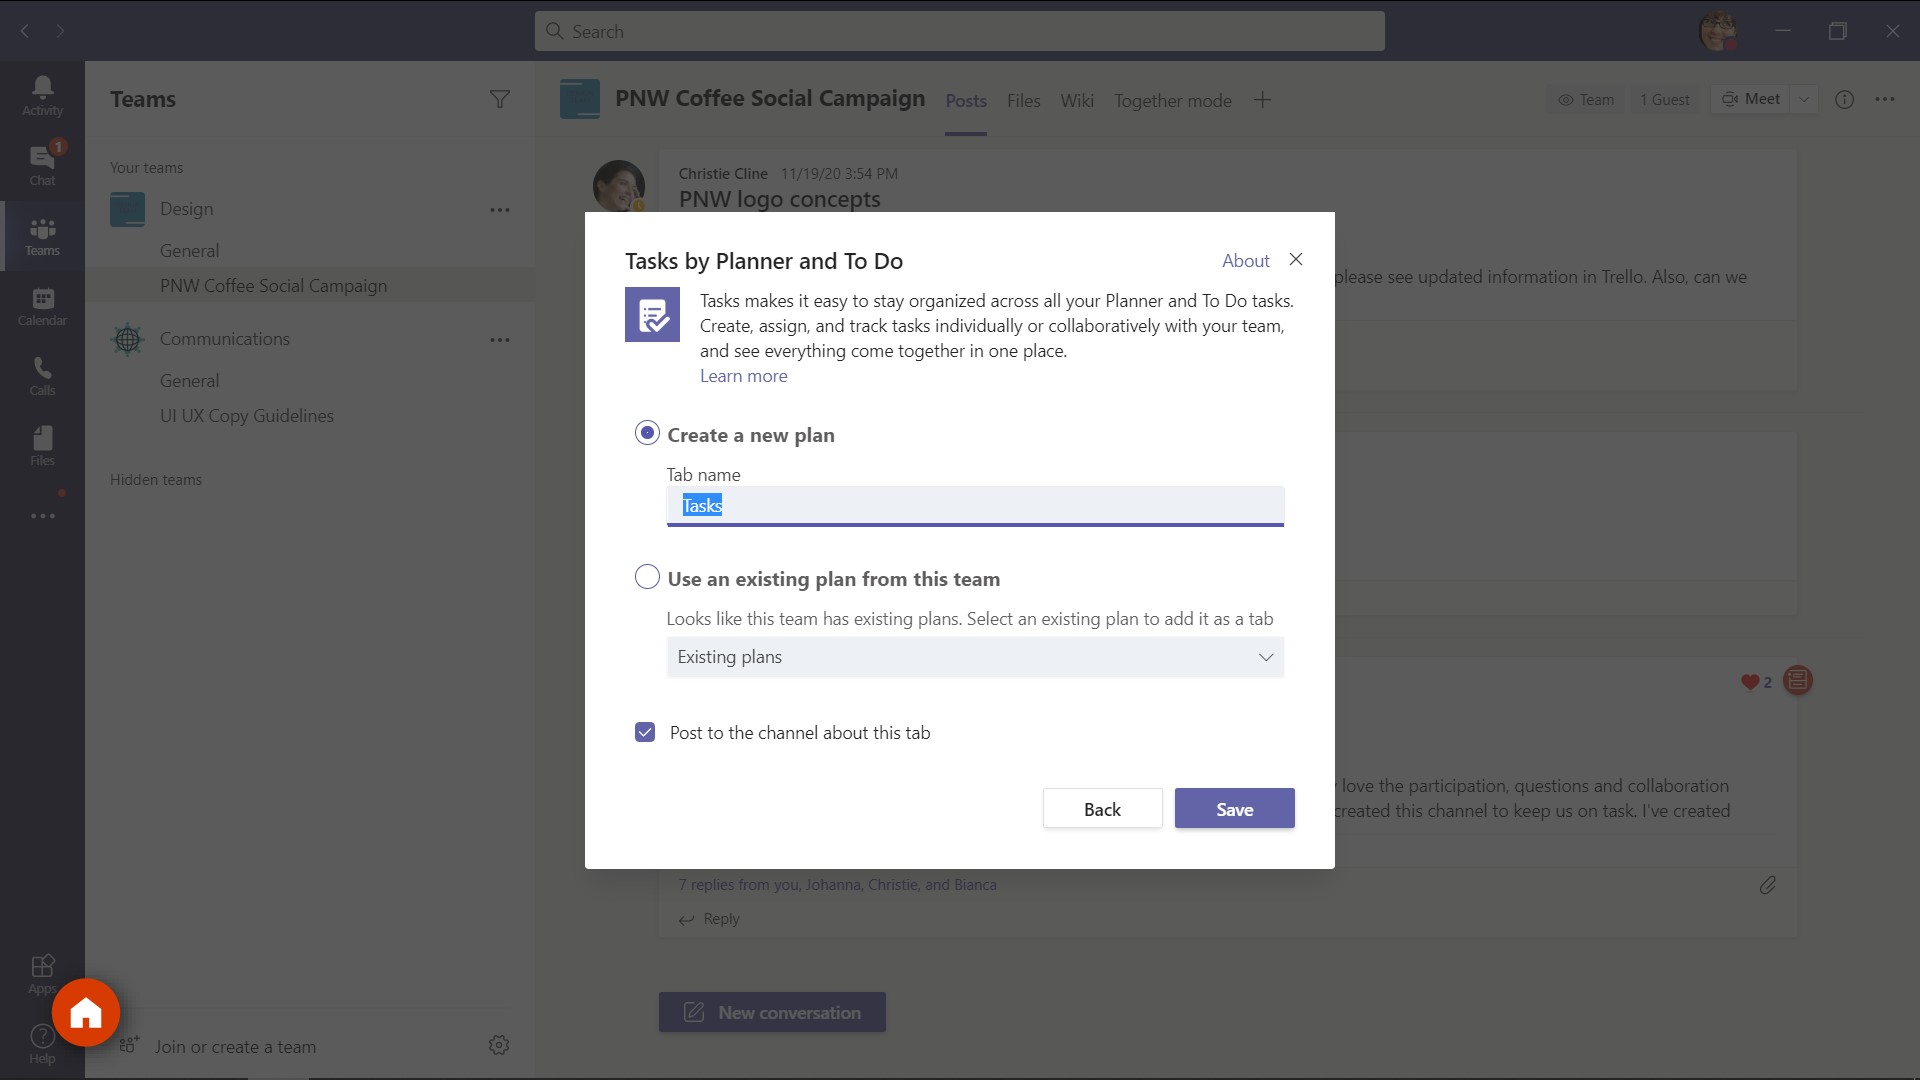 Search
Activity
1
Chat
Teams
Calendar
Calls
Files
Apps
Help
Teams
Your teams
Design
General
PNW Coffee Social Campaign
Communications
General
UI UX Copy Guidelines
Hidden teams
Join or create a team
PNW Coffee Social Campaign Posts Files Wiki Together mode
Team 1 Guest Meet
Christie Cline 11/19/20 3:54 PM
PNW logo concepts
please see updated information in Trello. Also, can we
Tasks by Planner and To Do
About
Tasks makes it easy to stay organized across all your Planner and To Do tasks.
Create, assign, and track tasks individually or collaboratively with your team,
and see everything come together in one place.
Learn more
Create a new plan
Tab name
Tasks
Use an existing plan from this team
Looks like this team has existing plans. Select an existing plan to add it as a tab
Existing plans
Post to the channel about this tab
Back Save
2
love the participation, questions and collaboration
created this channel to keep us on task. I've created
7 replies from you, Johanna, Christie, and Bianca
Reply
New conversation